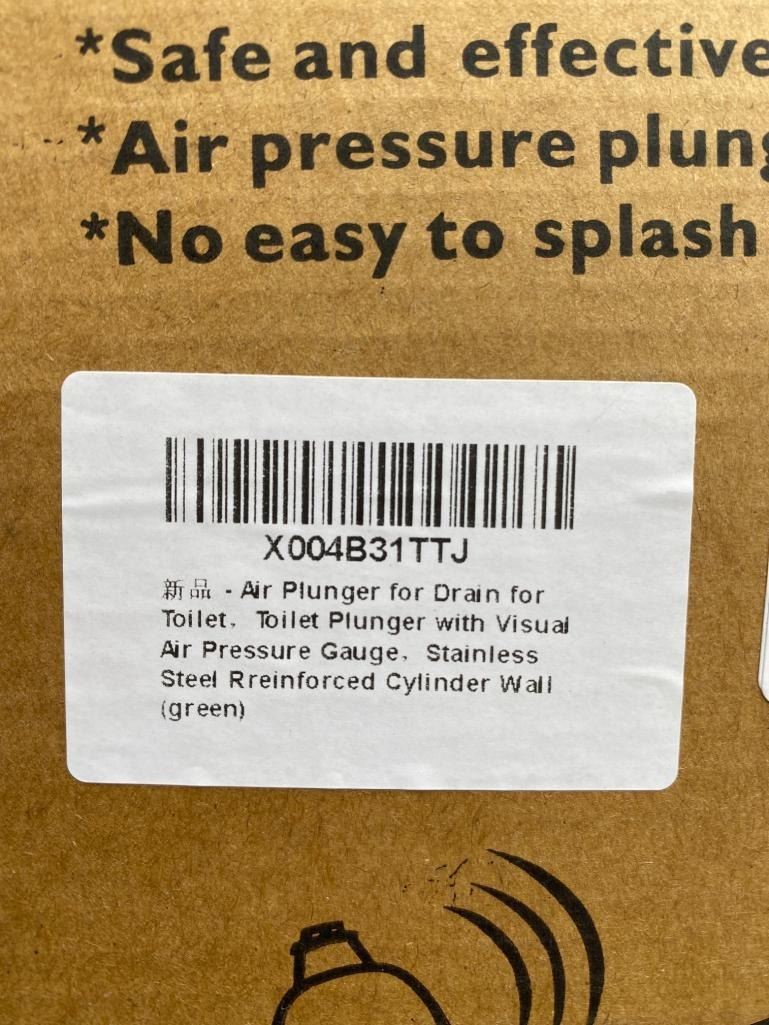 *Safe and effective
*Air pressure plung
*No easy to splash
X004B31TTJ
新品 - Air Plunger for Drain for
Toilet, Toilet Plunger with Visual
Air Pressure Gauge, Stainless
Steel Rreinforced Cylinder Wall
(green)